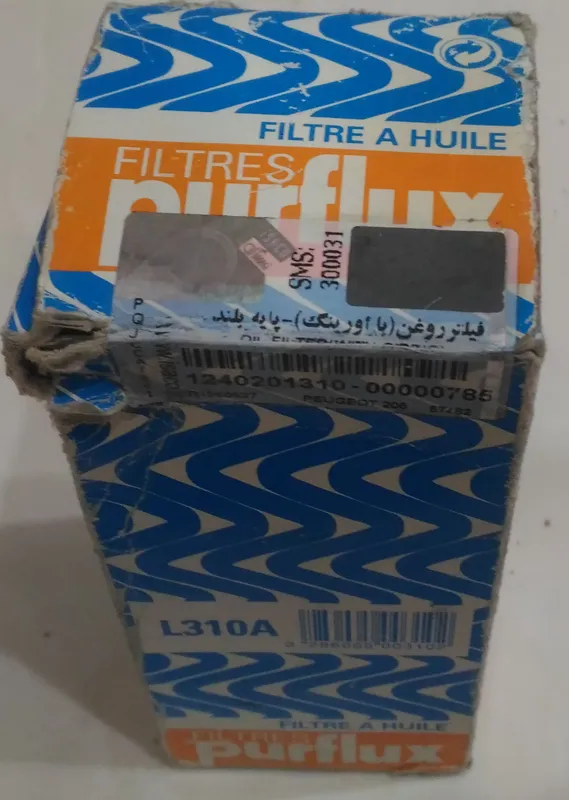 FILTRE A HUILE
FILTRES
purflux
SMS:
300031
فیلتر روغن (با اورینگ)-پایه بلند
1240201310-00000785
PEUGEOT 206
L310A
FILTRE A HUILE
FILTRES
purflux